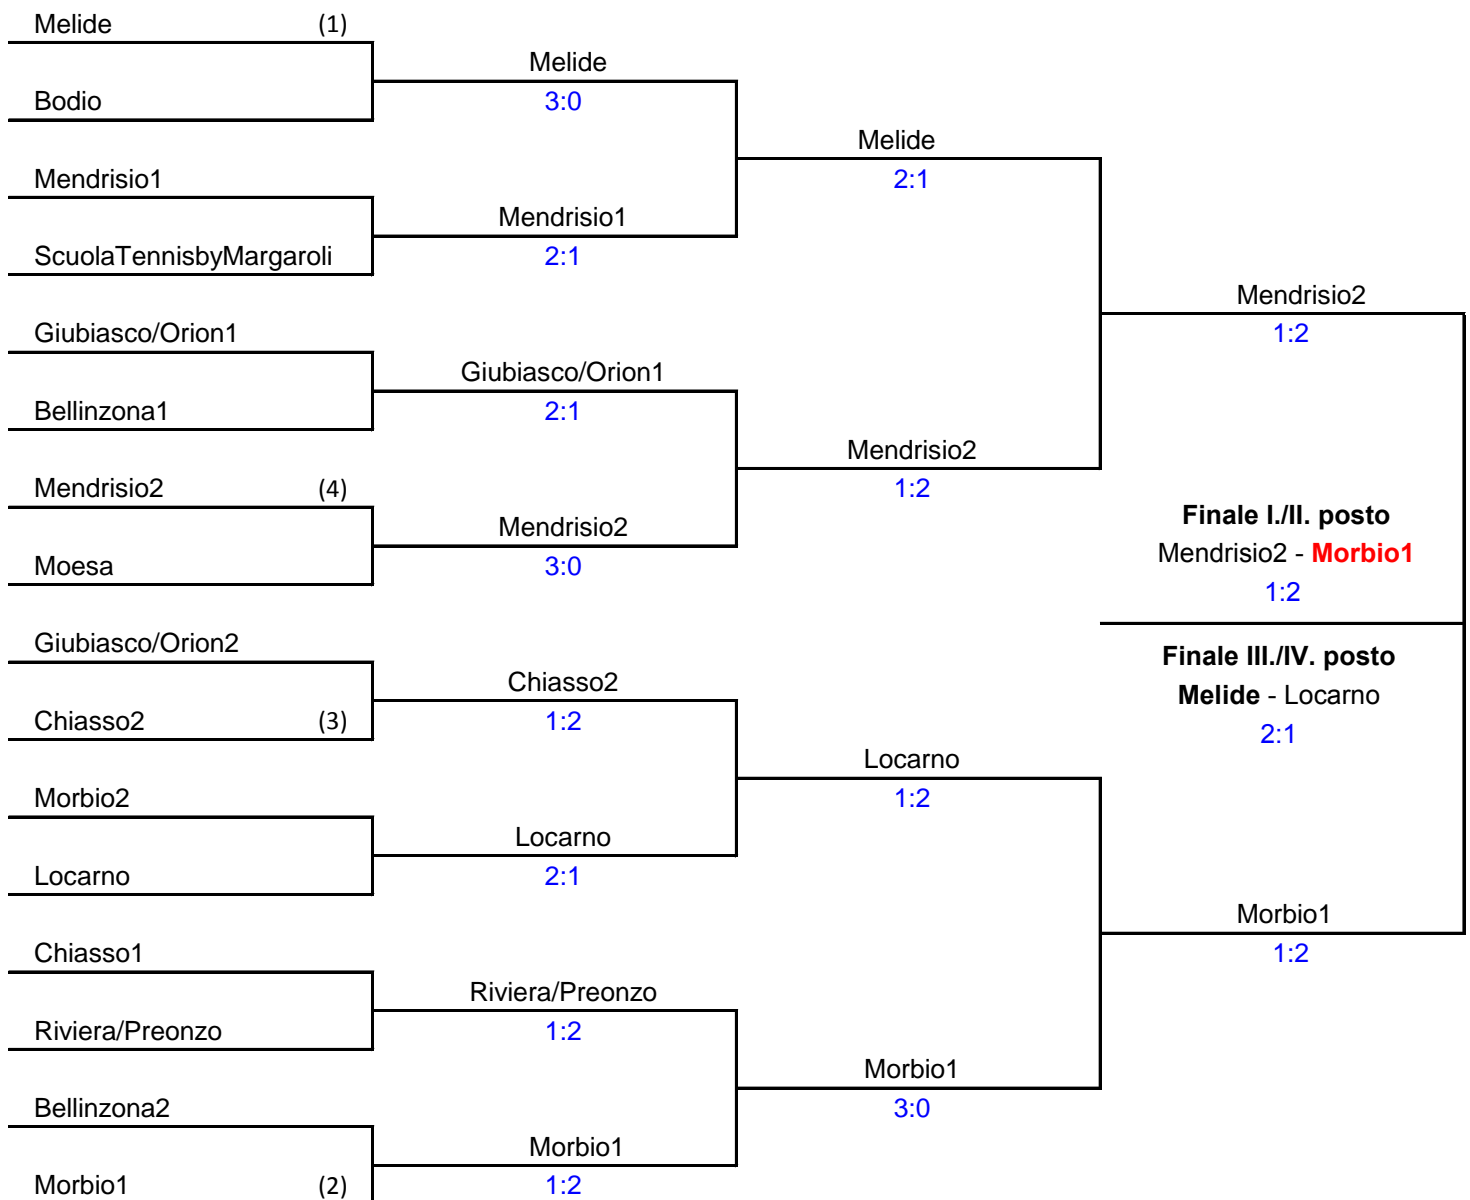 Melide (1)
Melide
Bodio
3:0
Melide
Mendrisio1
2:1
Mendrisio1
ScuolaTennisbyMargaroli
2:1
Mendrisio2
Giubiasco/Orion1
1:2
Giubiasco/Orion1
Bellinzona1
2:1
Mendrisio2
Mendrisio2 (4)
1:2
Finale I./II. posto
Mendrisio2
Mendrisio2 - Morbio1
Moesa
3:0
1:2
Giubiasco/Orion2
Finale III./IV. posto
Chiasso2
Melide - Locarno
Chiasso2 (3)
1:2
2:1
Locarno
Morbio2
1:2
Locarno
Locarno
2:1
Morbio1
Chiasso1
1:2
Riviera/Preonzo
Riviera/Preonzo
1:2
Morbio1
Bellinzona2
3:0
Morbio1
Morbio1 (2)
1:2